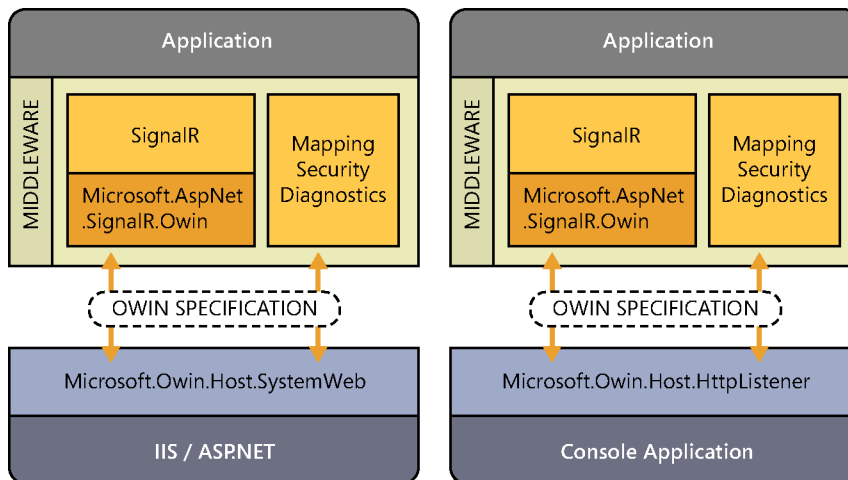 Application
MIDDLEWARE
SignalR
Microsoft.AspNet
.SignalR.Owin
Mapping
Security
Diagnostics
OWIN SPECIFICATION
Microsoft.Owin.Host.SystemWeb
IIS / ASP.NET
Application
MIDDLEWARE
SignalR
Microsoft.AspNet
.SignalR.Owin
Mapping
Security
Diagnostics
OWIN SPECIFICATION
Microsoft.Owin.Host.HttpListener
Console Application